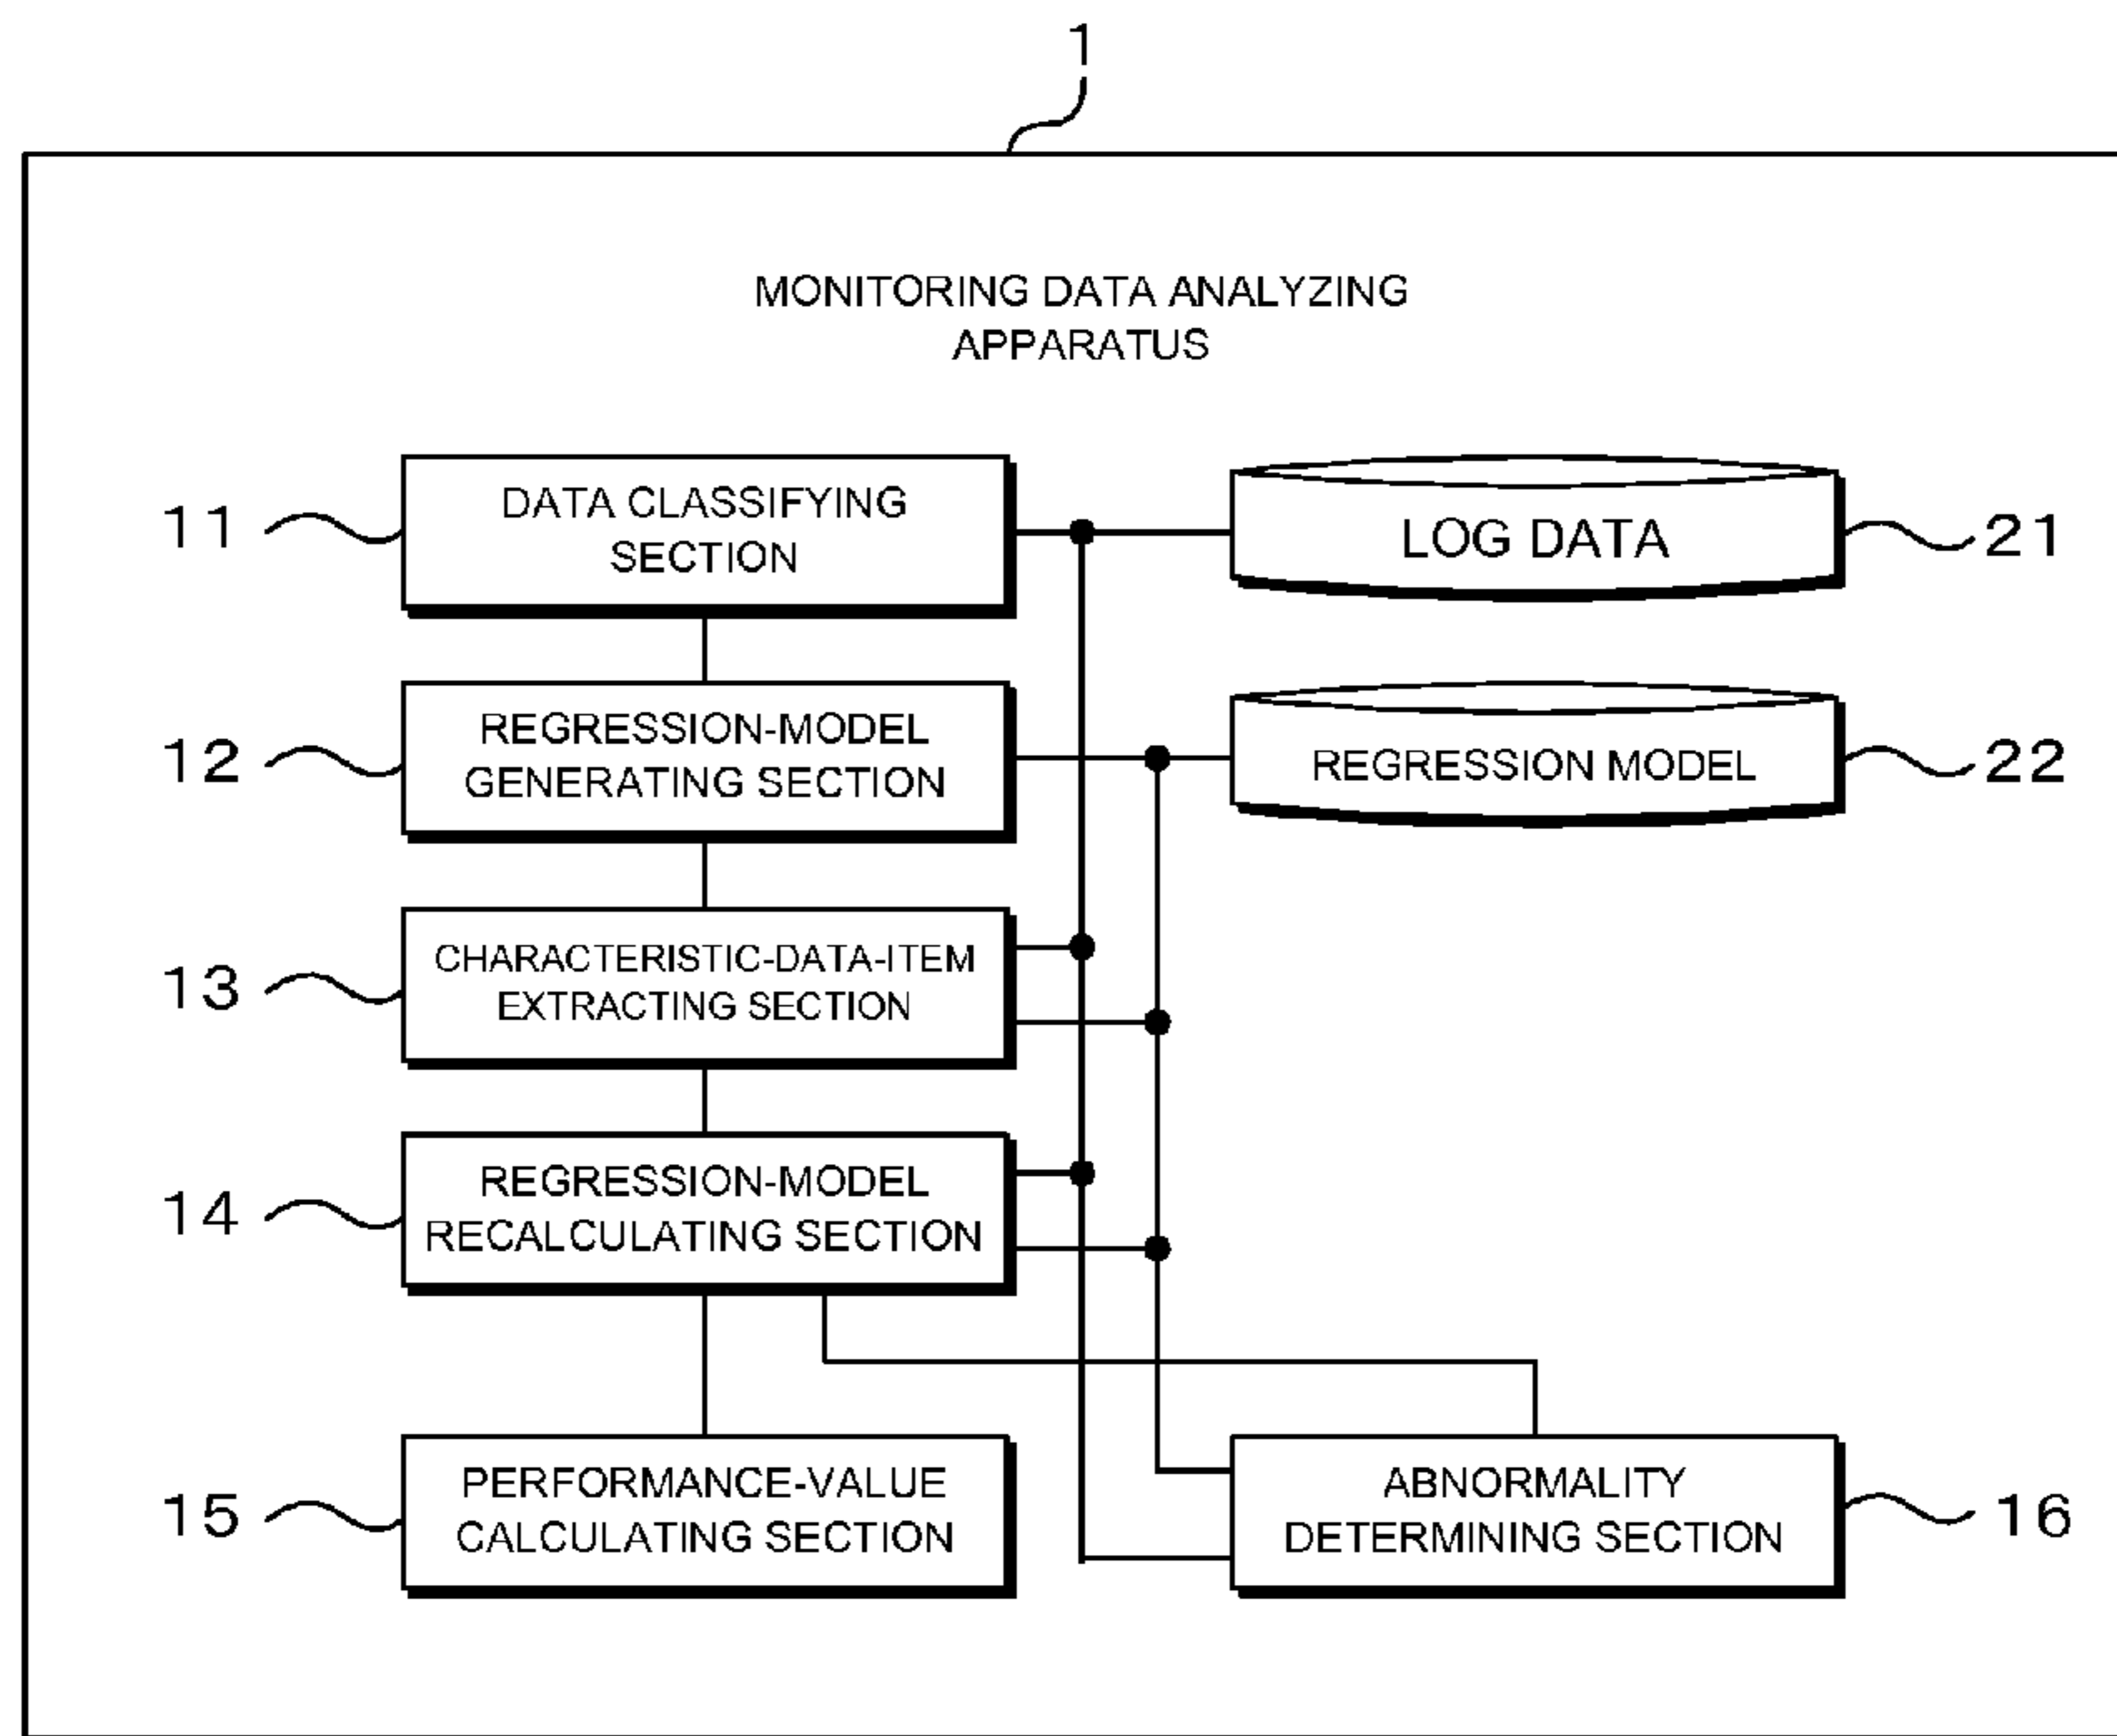 1
MONITORING DATA ANALYZING
APPARATUS
11
DATA CLASSIFYING
SECTION
LOG DATA
21
12
REGRESSION-MODEL
GENERATING SECTION
REGRESSION MODEL
22
13
CHARACTERISTIC-DATA-ITEM
EXTRACTING SECTION
14
REGRESSION-MODEL
RECALCULATING SECTION
15
PERFORMANCE-VALUE
CALCULATING SECTION
ABNORMALITY
DETERMINING SECTION
16